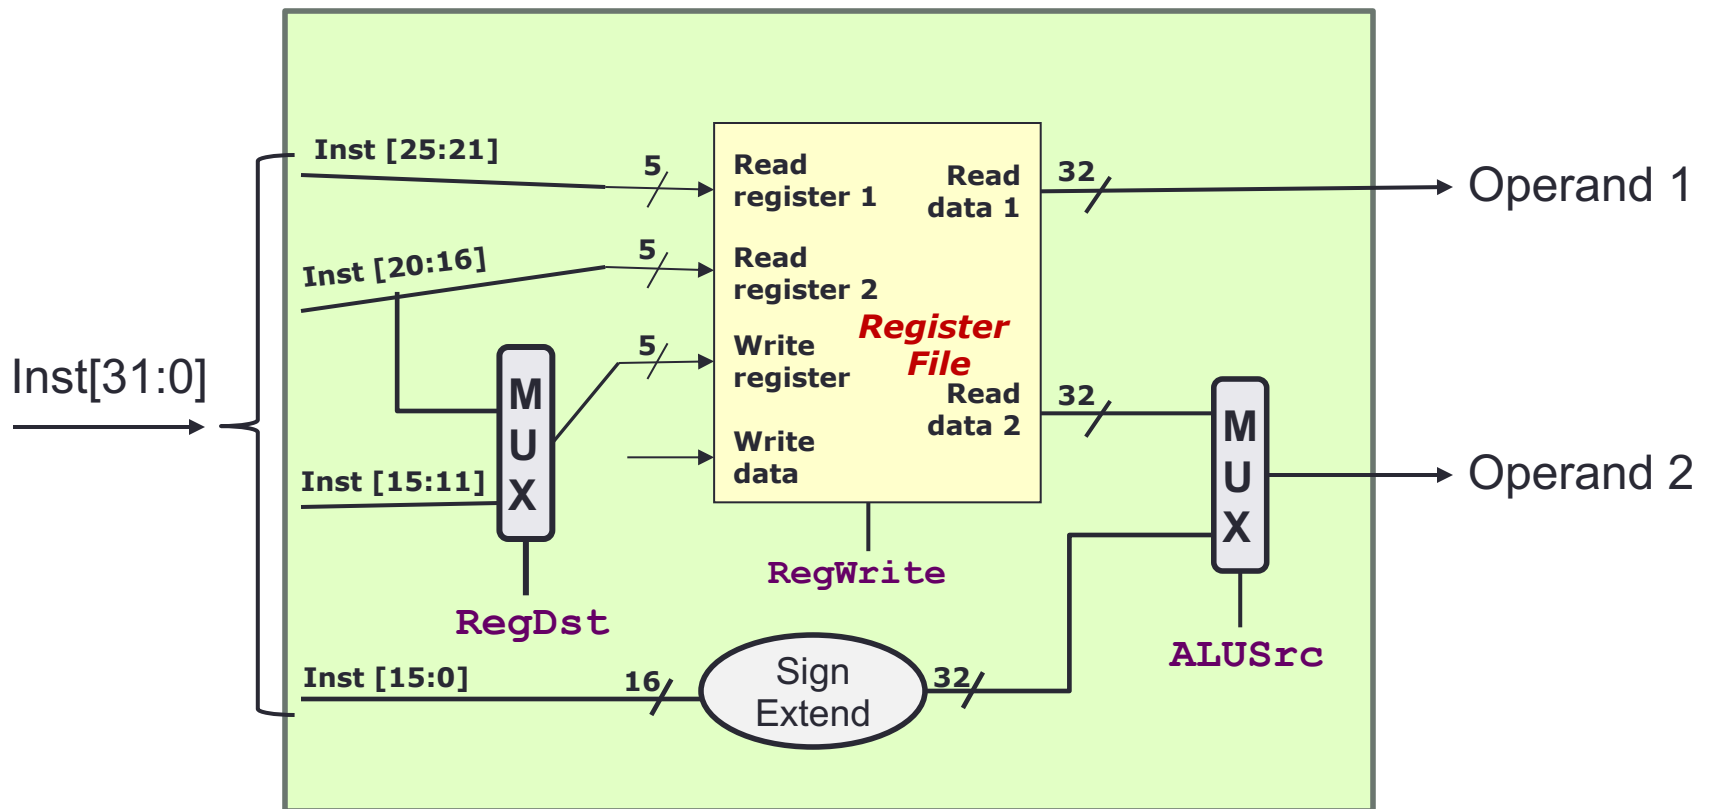 Inst [25:21]
5
Read
register 1
Read
data 1
32
Operand 1
Inst [20:16]
5
Read
register 2
Register
File
Inst[31:0]
M
U
X
5
Write
register
Read
data 2
32
M
U
X
Operand 2
Inst [15:11]
Write
data
RegWrite
RegDst
ALUSrc
Inst [15:0]
16
Sign
Extend
32